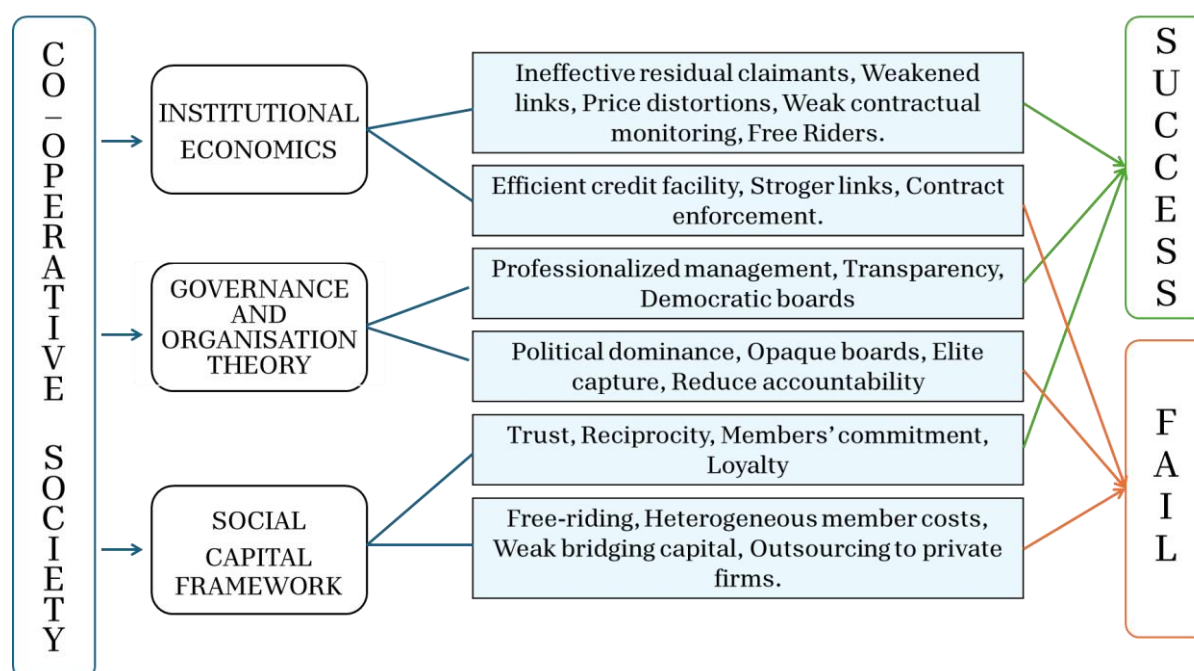 CO-OPERATIVE SOCIETY
INSTITUTIONAL
ECONOMICS
GOVERNANCE
AND
ORGANISATION
THEORY
SOCIAL
CAPITAL
FRAMEWORK
Ineffective residual claimants, Weakened
links, Price distortions, Weak contractual
monitoring, Free Riders.
Efficient credit facility, Stroger links, Contract
enforcement.
Professionalized management, Transparency,
Democratic boards
Political dominance, Opaque boards, Elite
capture, Reduce accountability
Trust, Reciprocity, Members’ commitment,
Loyalty
Free-riding, Heterogeneous member costs,
Weak bridging capital, Outsourcing to private
firms.
SUCCESS
FAIL